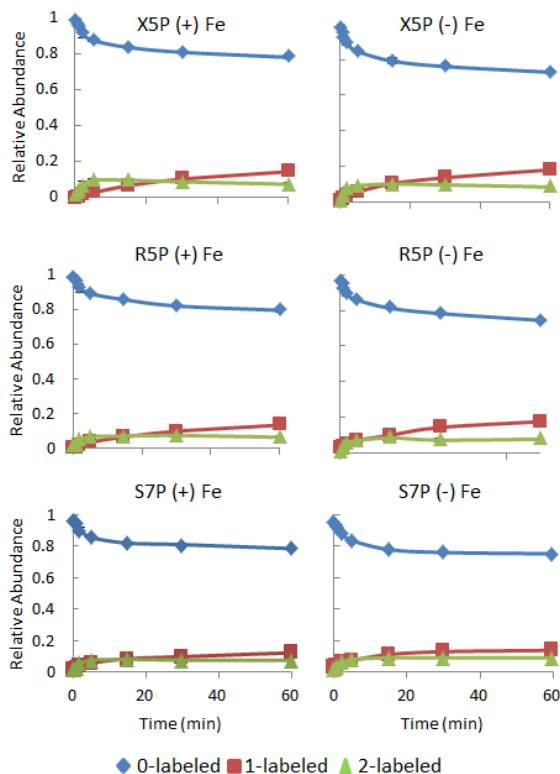 X5P (+) Fe
X5P (-) Fe
Relative Abundance
1
0.8
0.6
0.4
0.2
0
R5P (+) Fe
R5P (-) Fe
Relative Abundance
1
0.8
0.6
0.4
0.2
0
S7P (+) Fe
S7P (-) Fe
Relative Abundance
1
0.8
0.6
0.4
0.2
0
0 20 40 60
0 20 40 60
Time (min)
Time (min)
0-labeled 1-labeled 2-labeled